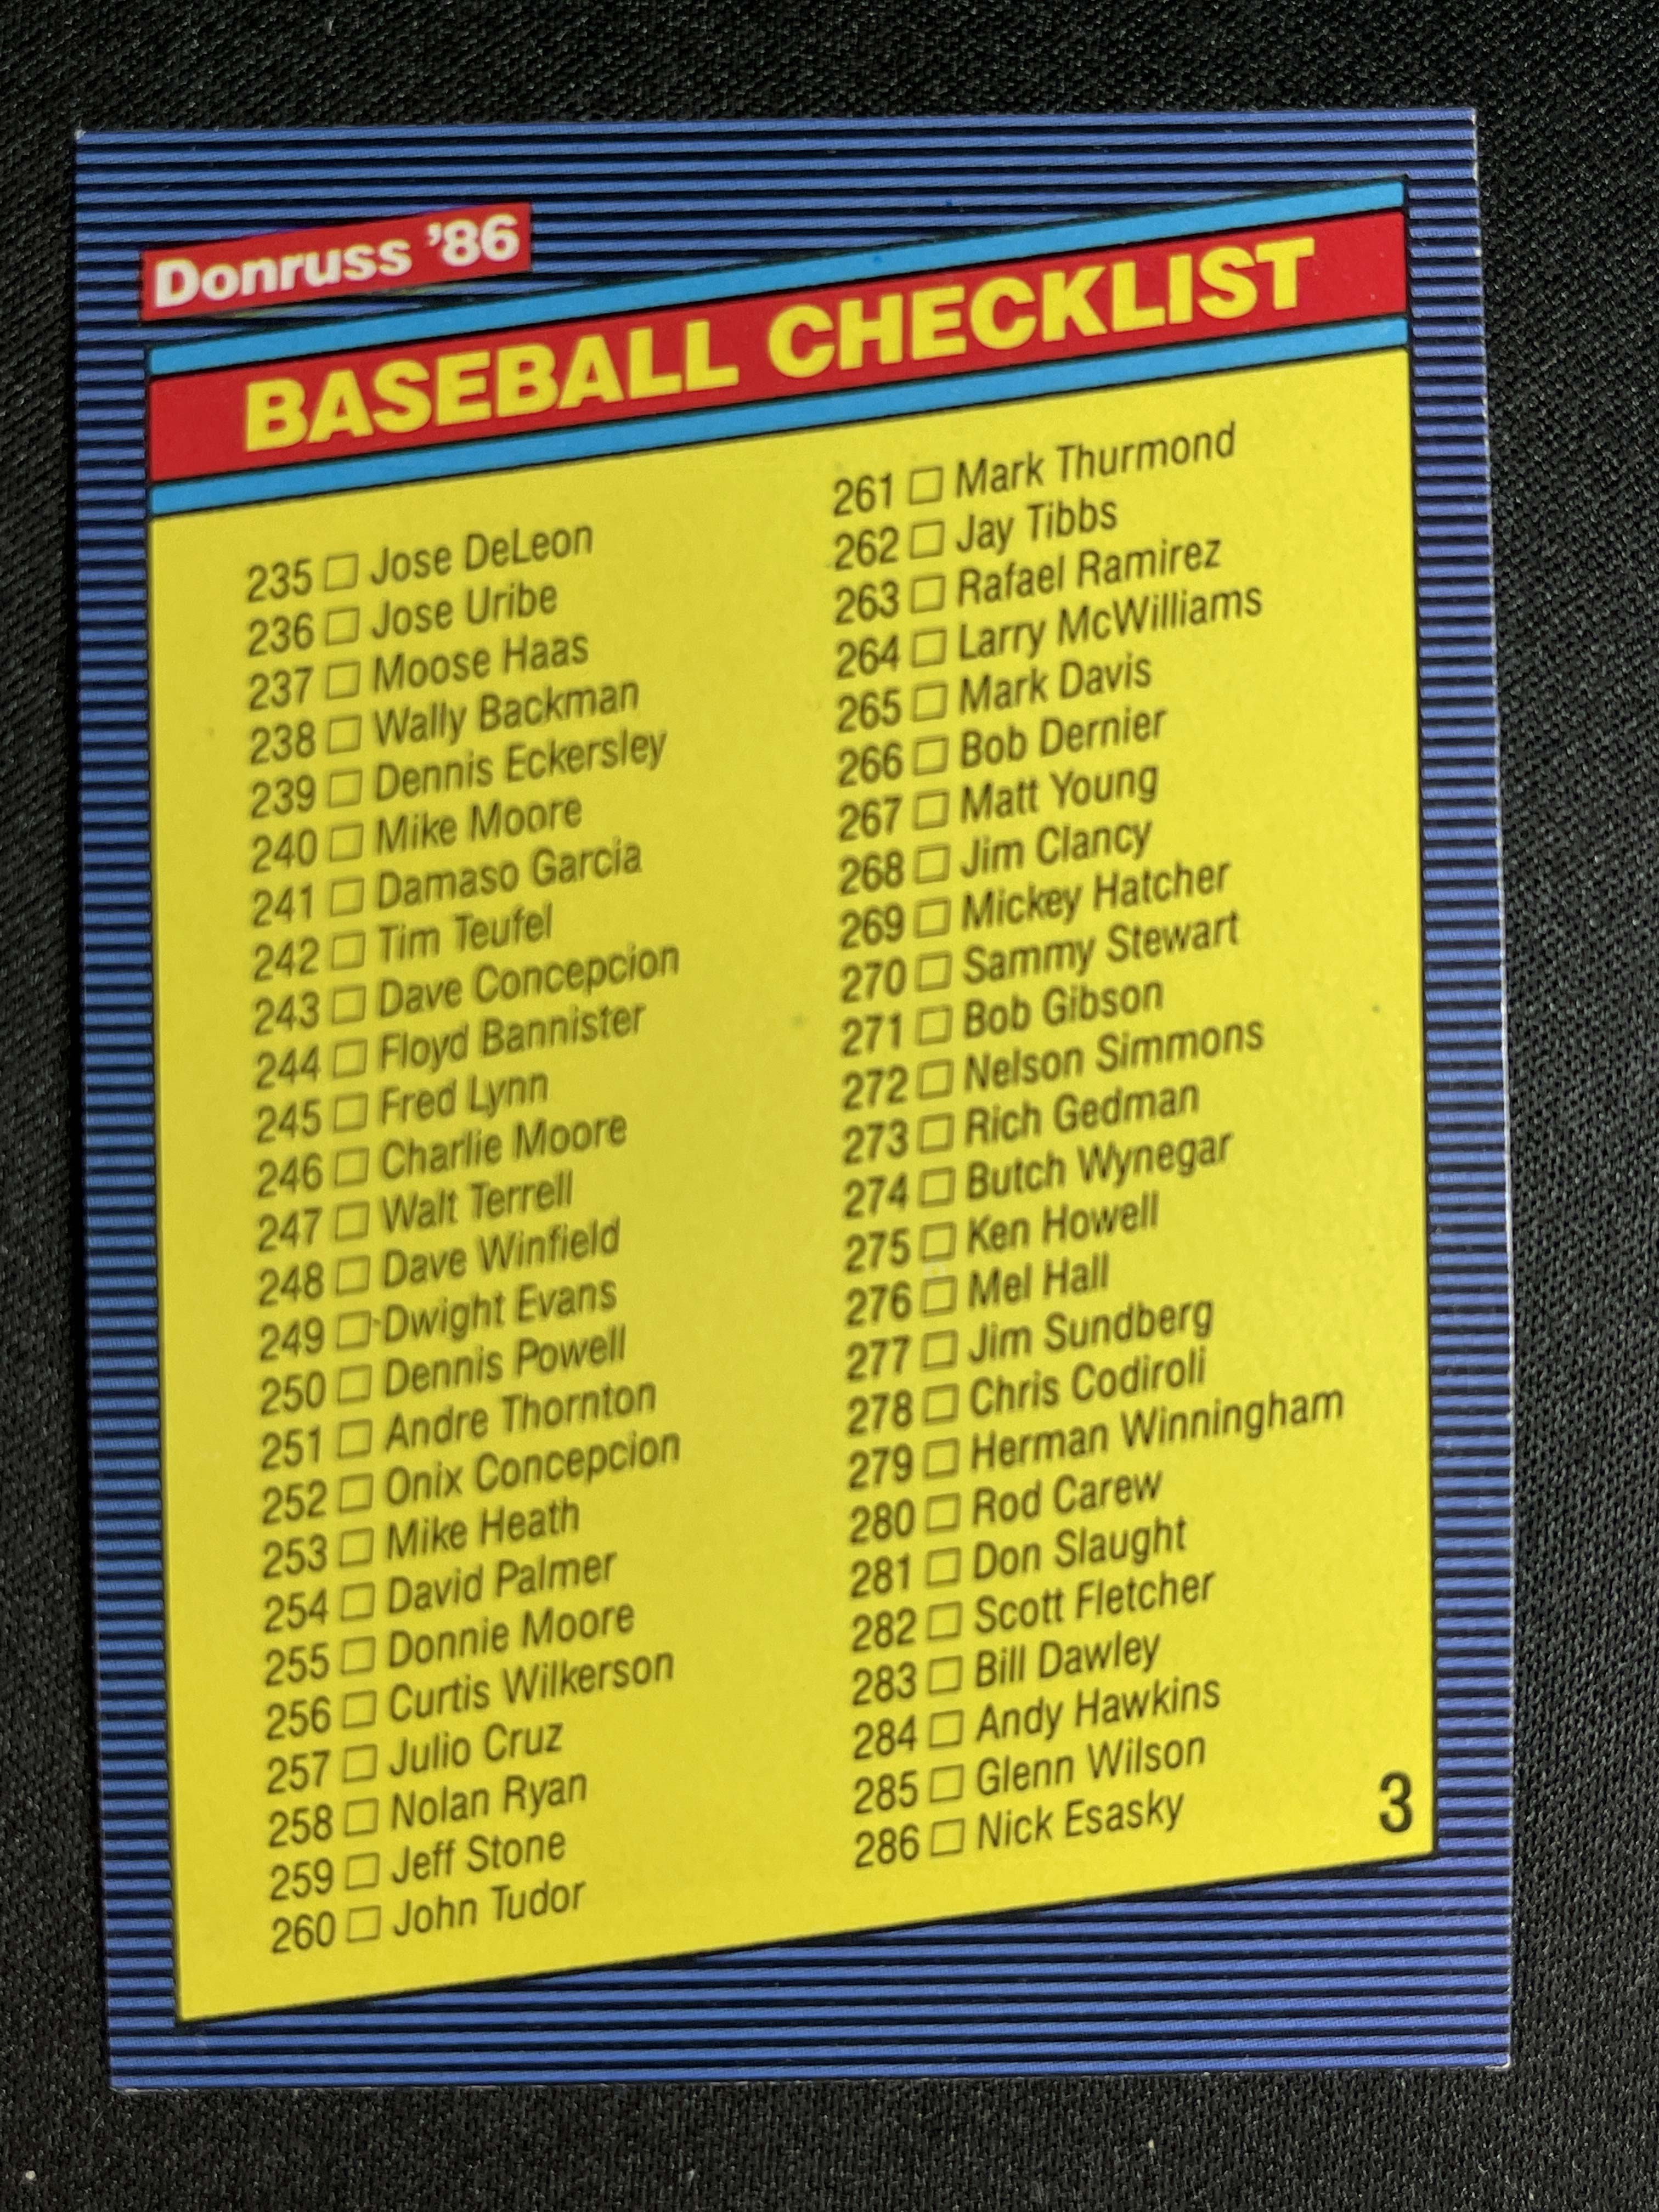 Donruss '86
BASEBALL CHECKLIST
235 □ Jose DeLeon
236 □ Jose Uribe
237 □ Moose Haas
238 □ Wally Backman
239 □ Dennis Eckersley
240 □ Mike Moore
241 □ Damaso Garcia
242 □ Tim Teufel
243 □ Dave Concepcion
244 □ Floyd Bannister
245 □ Fred Lynn
246 □ Charlie Moore
247 □ Walt Terrell
248 □ Dave Winfield
249 □ Dwight Evans
250 □ Dennis Powell
251 □ Andre Thornton
252 □ Onix Concepcion
253 □ Mike Heath
254 □ David Palmer
255 □ Donnie Moore
256 □ Curtis Wilkerson
257 □ Julio Cruz
258 □ Nolan Ryan
259 □ Jeff Stone
260 □ John Tudor
261 □ Mark Thurmond
262 □ Jay Tibbs
263 □ Rafael Ramirez
264 □ Larry McWilliams
265 □ Mark Davis
266 □ Bob Dernier
267 □ Matt Young
268 □ Jim Clancy
269 □ Mickey Hatcher
270 □ Sammy Stewart
271 □ Bob Gibson
272 □ Nelson Simmons
273 □ Rich Gedman
274 □ Butch Wynegar
275 □ Ken Howell
276 □ Mel Hall
277 □ Jim Sundberg
278 □ Chris Codiroli
279 □ Herman Winningham
280 □ Rod Carew
281 □ Don Slaught
282 □ Scott Fletcher
283 □ Bill Dawley
284 □ Andy Hawkins
285 □ Glenn Wilson
286 □ Nick Esasky
3